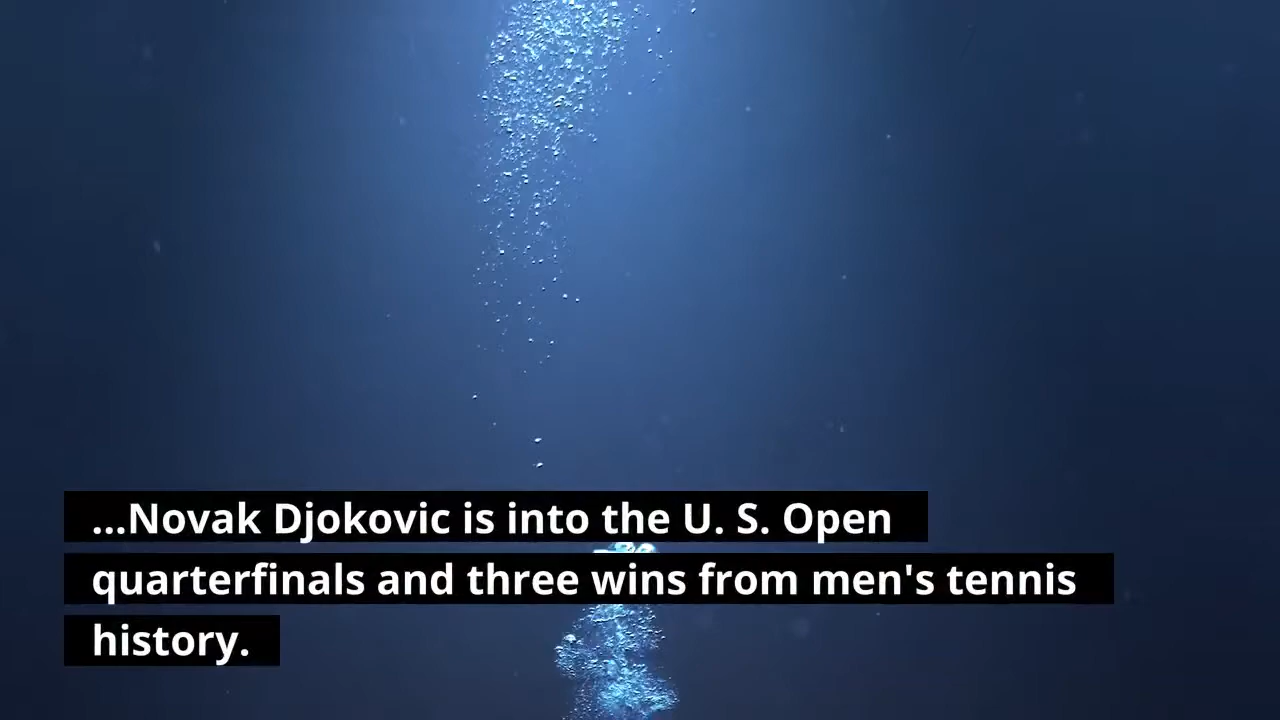 ...Novak Djokovic is into the U. S. Open
quarterfinals and three wins from men's tennis
history.